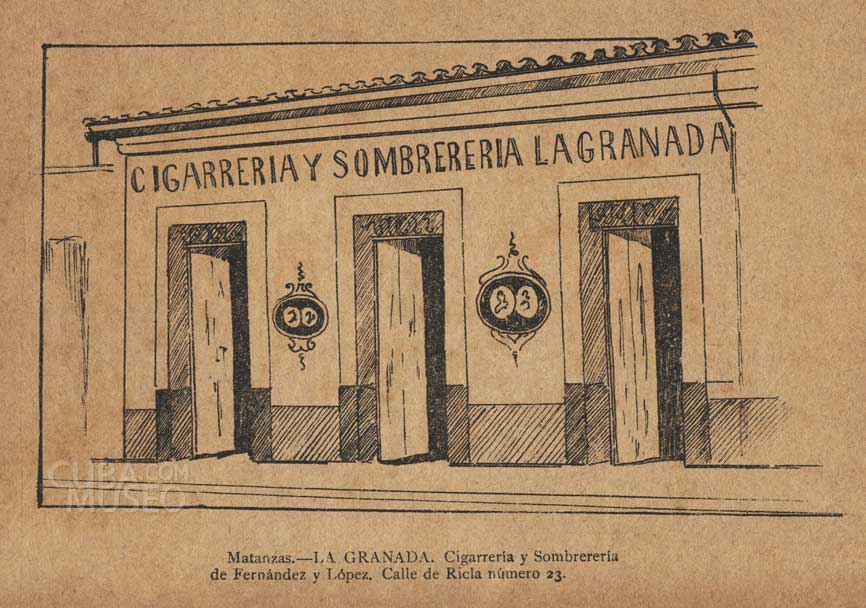 CIGARRERIA Y SOMBRERERIA LA GRANADA
CUBA.COM
MUSEO
Matanzas.—LA GRANADA. Cigarrería y Sombrerería
de Fernández y López. Calle de Ricla número 23.